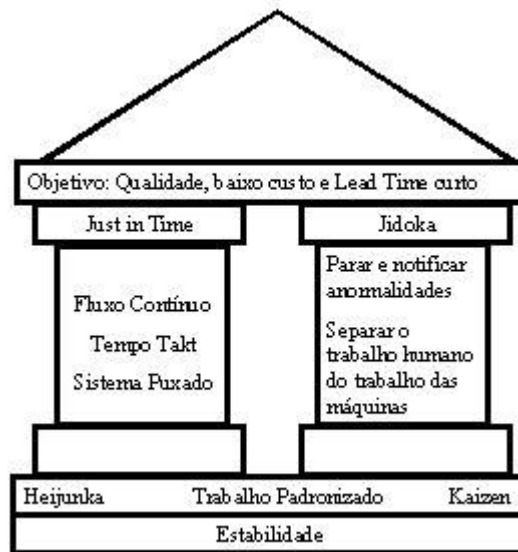 Objetivo: Qualidade, baixo custo e Lead Time curto
Just in Time
Fluxo Contínuo
Tempo Takt
Sistema Puxado
Jidoka
Parar e notificar
anormalidades
Separar o
trabalho humano
do trabalho das
máquinas
Heijunka Trabalho Padronizado Kaizen
Estabilidade